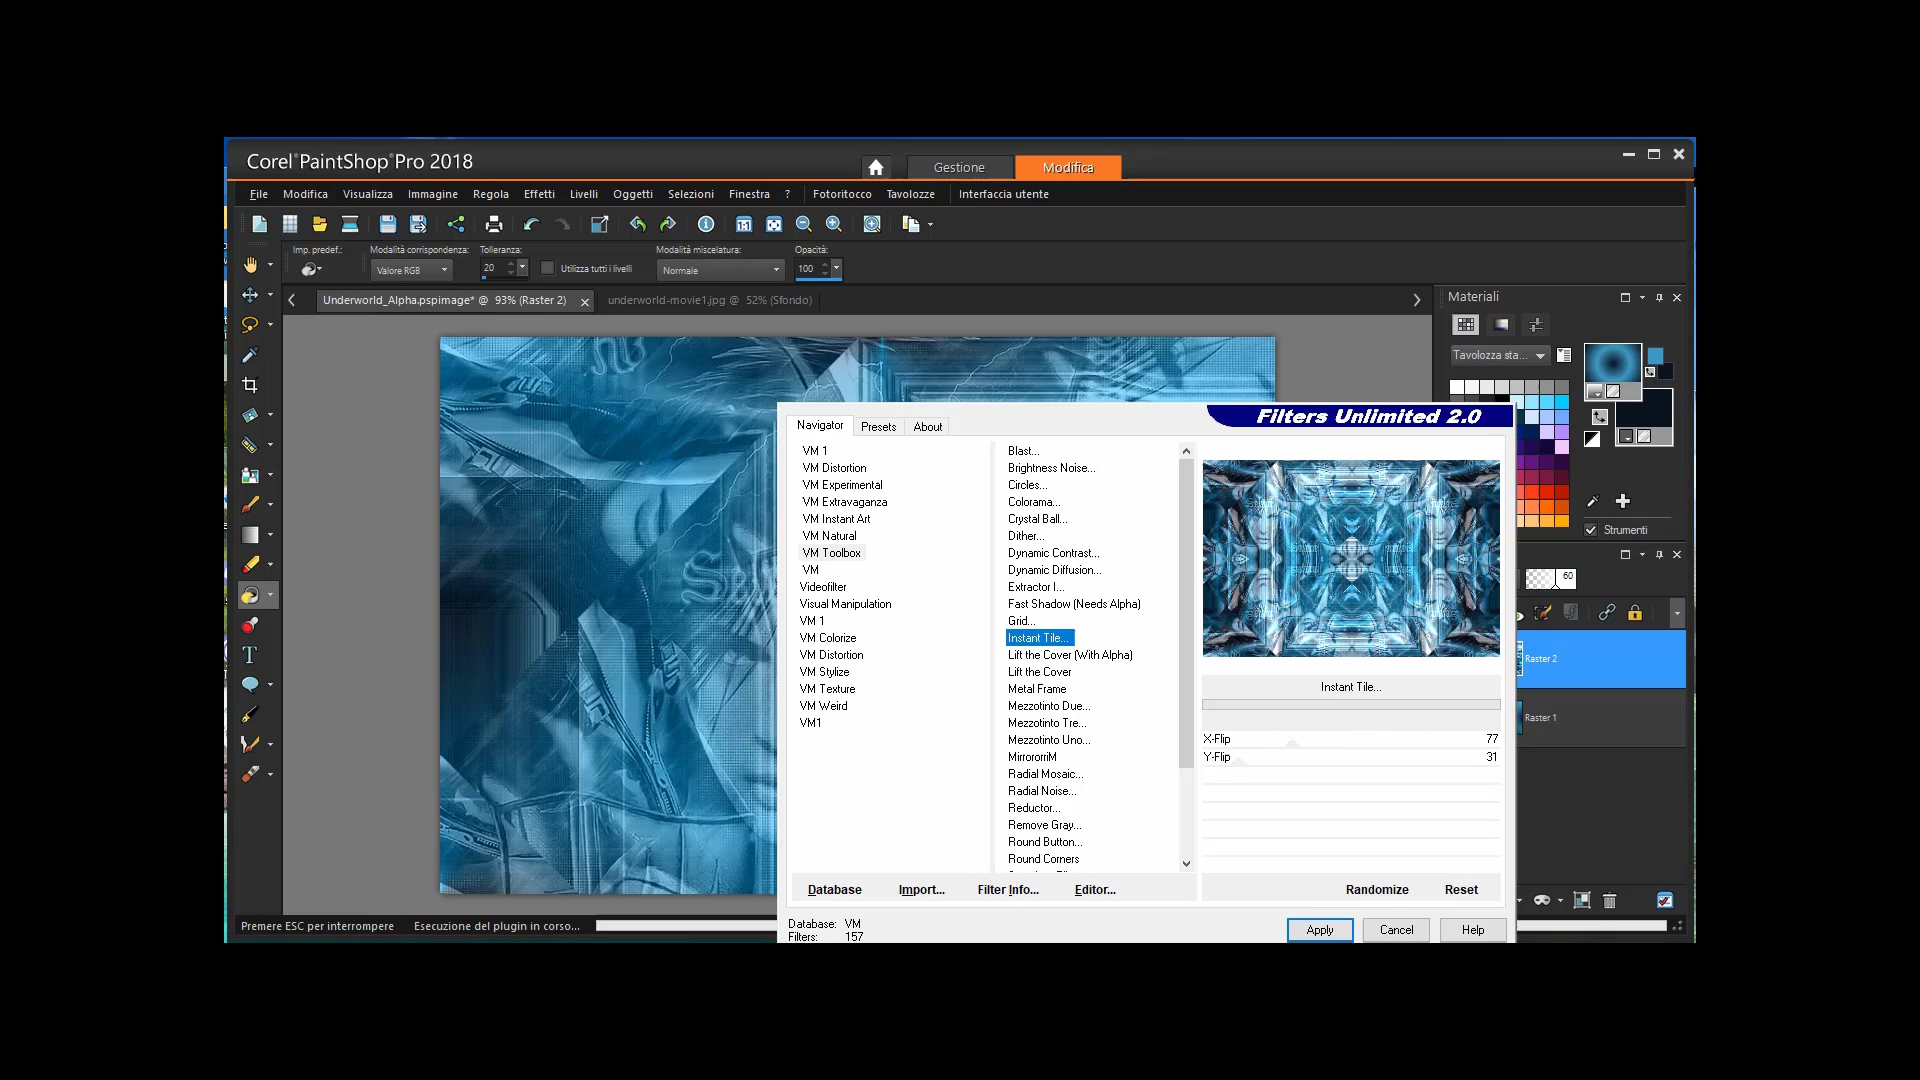 Corel®PaintShop®Pro 2018
Gestione
Modifica
File Modifica Visualizza Immagine Regola Effetti Livelli Oggetti Selezioni Finestra ? Fotoritocco Tavolozze Interfaccia utente
Imp. predef.: Modalità corrispondenza: Tolleranza: Modalità miscelatura: Opacità:
Valore RGB 20 Utilizza tutti i livelli Normale 100
Underworld_Alpha.pspimage* @ 93% (Raster 2) underworld-movie1.jpg @ 52% (Sfondo)
Materiali
Tavolozza sta...
Strumenti
60
Raster 2
Raster 1
Filters Unlimited 2.0
Navigator Presets About
VM 1
VM Distortion
VM Experimental
VM Extravaganza
VM Instant Art
VM Natural
VM Toolbox
VM
Videofilter
Visual Manipulation
VM 1
VM Colorize
VM Distortion
VM Stylize
VM Texture
VM Weird
VM1
Blast...
Brightness Noise...
Circles...
Colorama...
Crystal Ball...
Dither...
Dynamic Contrast...
Dynamic Diffusion...
Extractor I...
Fast Shadow (Needs Alpha)
Grid...
Instant Tile...
Lift the Cover (With Alpha)
Lift the Cover
Metal Frame
Mezzotinto Due...
Mezzotinto Tre...
Mezzotinto Uno...
MirrororriM
Radial Mosaic...
Radial Noise...
Reductor...
Remove Gray...
Round Button...
Round Corners
Instant Tile...
X-Flip 77
Y-Flip 31
Database Import... Filter Info... Editor... Randomize Reset
Database: VM
Filters: 157
Apply Cancel Help
Premere ESC per interrompere Esecuzione del plugin in corso...